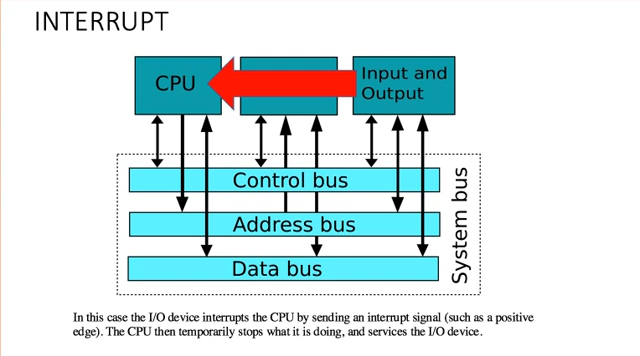 INTERRUPT
CPU
Input and
Output
Control bus
Address bus
Data bus
System bus
In this case the I/O device interrupts the CPU by sending an interrupt signal (such as a positive
edge). The CPU then temporarily stops what it is doing, and services the I/O device.